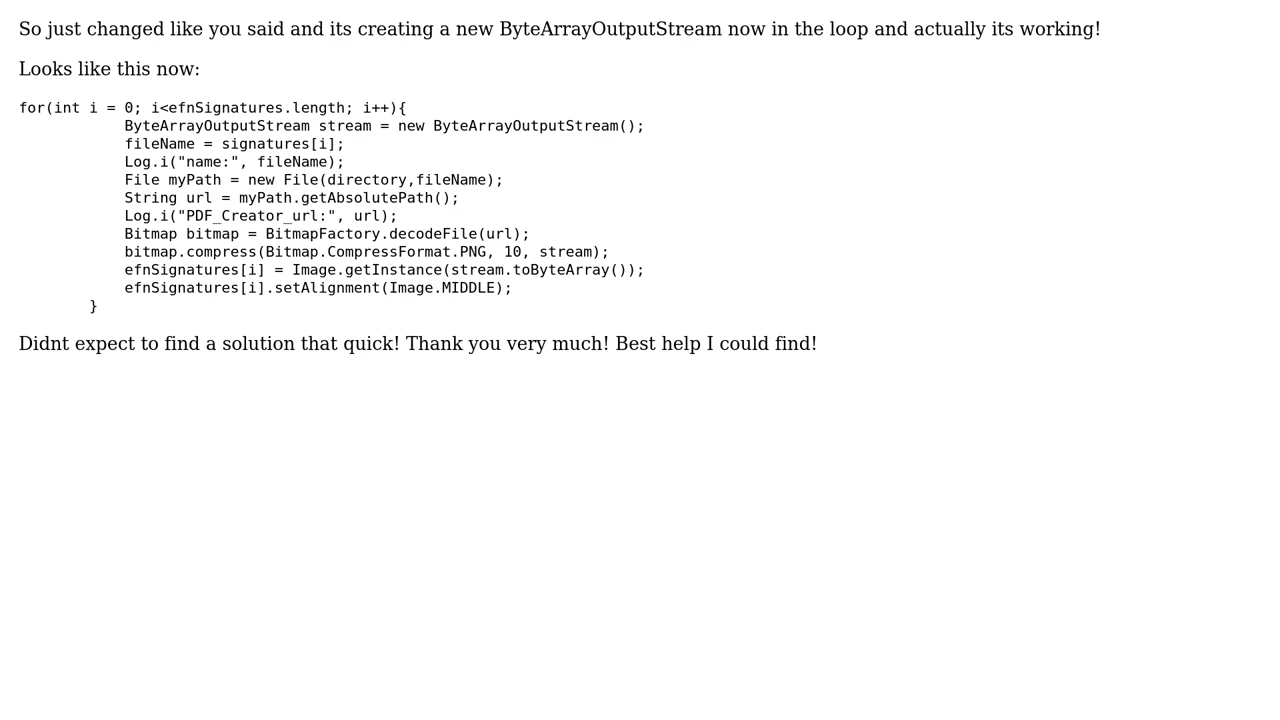 So just changed like you said and its creating a new ByteArrayOutputStream now in the loop and actually its working!
Looks like this now:
for(int i = 0; i<efnSignatures.length; i++){
            ByteArrayOutputStream stream = new ByteArrayOutputStream();
            fileName = signatures[i];
            Log.i("name:", fileName);
            File myPath = new File(directory,fileName);
            String url = myPath.getAbsolutePath();
            Log.i("PDF_Creator_url:", url);
            Bitmap bitmap = BitmapFactory.decodeFile(url);
            bitmap.compress(Bitmap.CompressFormat.PNG, 10, stream);
            efnSignatures[i] = Image.getInstance(stream.toByteArray());
            efnSignatures[i].setAlignment(Image.MIDDLE);
        }
Didnt expect to find a solution that quick! Thank you very much! Best help I could find!